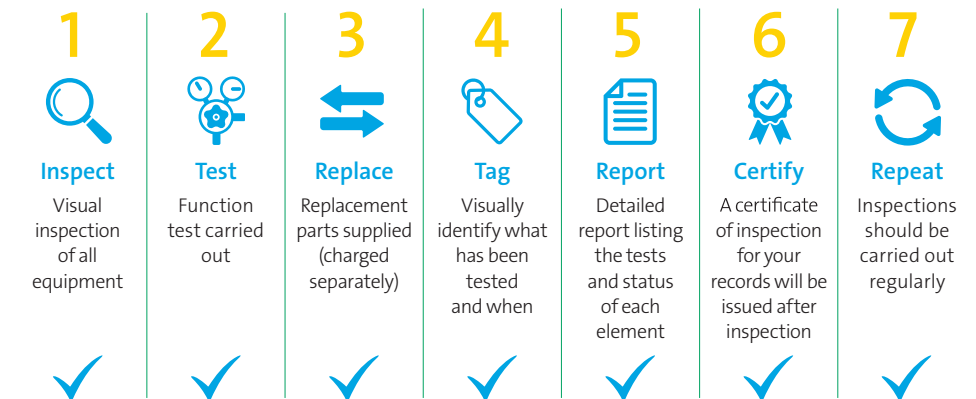 1
Inspect
Visual
inspection
of all
equipment
2
Test
Function
test carried
out
3
Replace
Replacement
parts supplied
(charged
separately)
4
Tag
Visually
identify what
has been
tested
and when
5
Report
Detailed
report listing
the tests
and status
of each
element
6
Certify
A certificate
of inspection
for your
records will be
issued after
inspection
7
Repeat
Inspections
should be
carried out
regularly